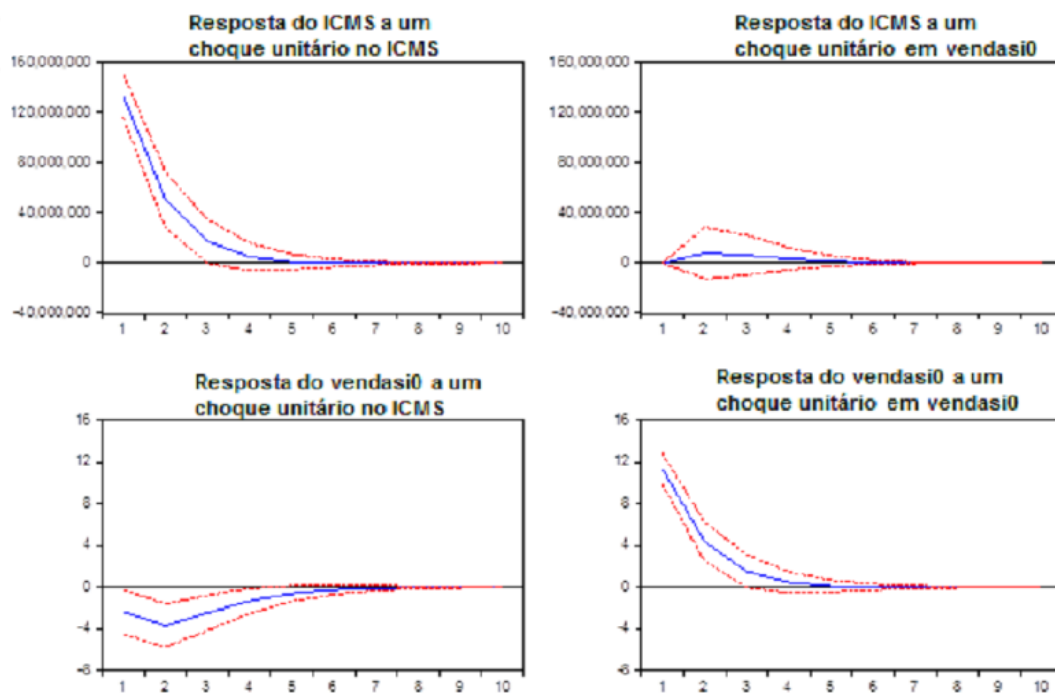 Resposta do ICMS a um
choque unitário no ICMS
160,000,000
120,000,000
80,000,000
40,000,000
0
-40,000,000
1 2 3 4 5 6 7 8 9 10
Resposta do ICMS a um
choque unitário em vendasi0
160,000,000
120,000,000
80,000,000
40,000,000
0
-40,000,000
1 2 3 4 5 6 7 8 9 10
Resposta do vendasi0 a um
choque unitário no ICMS
16
12
8
4
0
-4
-8
1 2 3 4 5 6 7 8 9 10
Resposta do vendasi0 a um
choque unitário em vendasi0
16
12
8
4
0
-4
-8
1 2 3 4 5 6 7 8 9 10